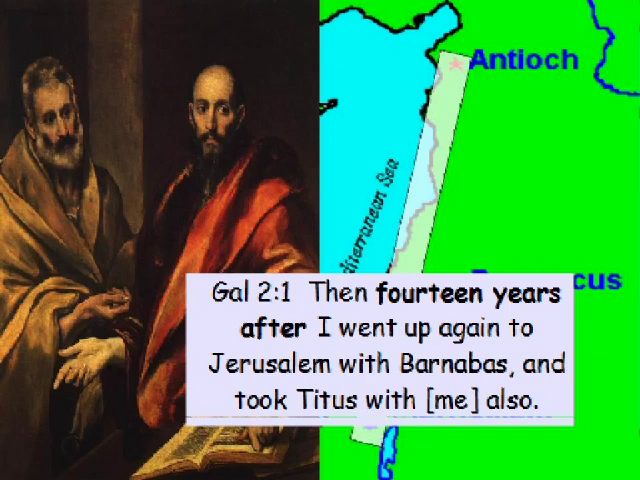 Antioch
diterranean Sea
cus
Gal 2:1 Then fourteen years
after I went up again to
Jerusalem with Barnabas, and
took Titus with [me] also.